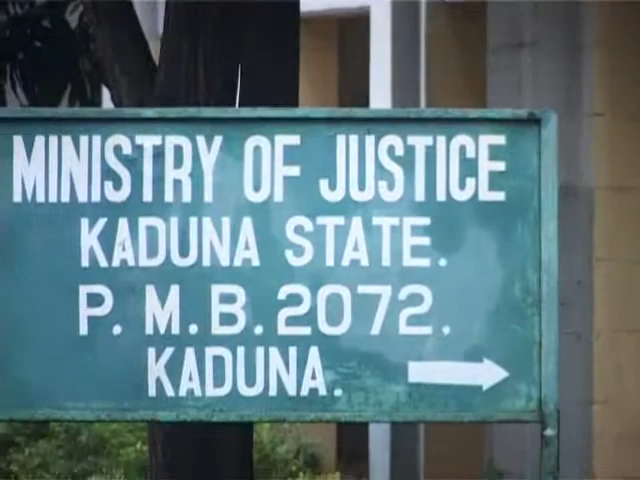 MINISTRY OF JUSTICE
KADUNA STATE.
P. M.B. 2072.
KADUNA.